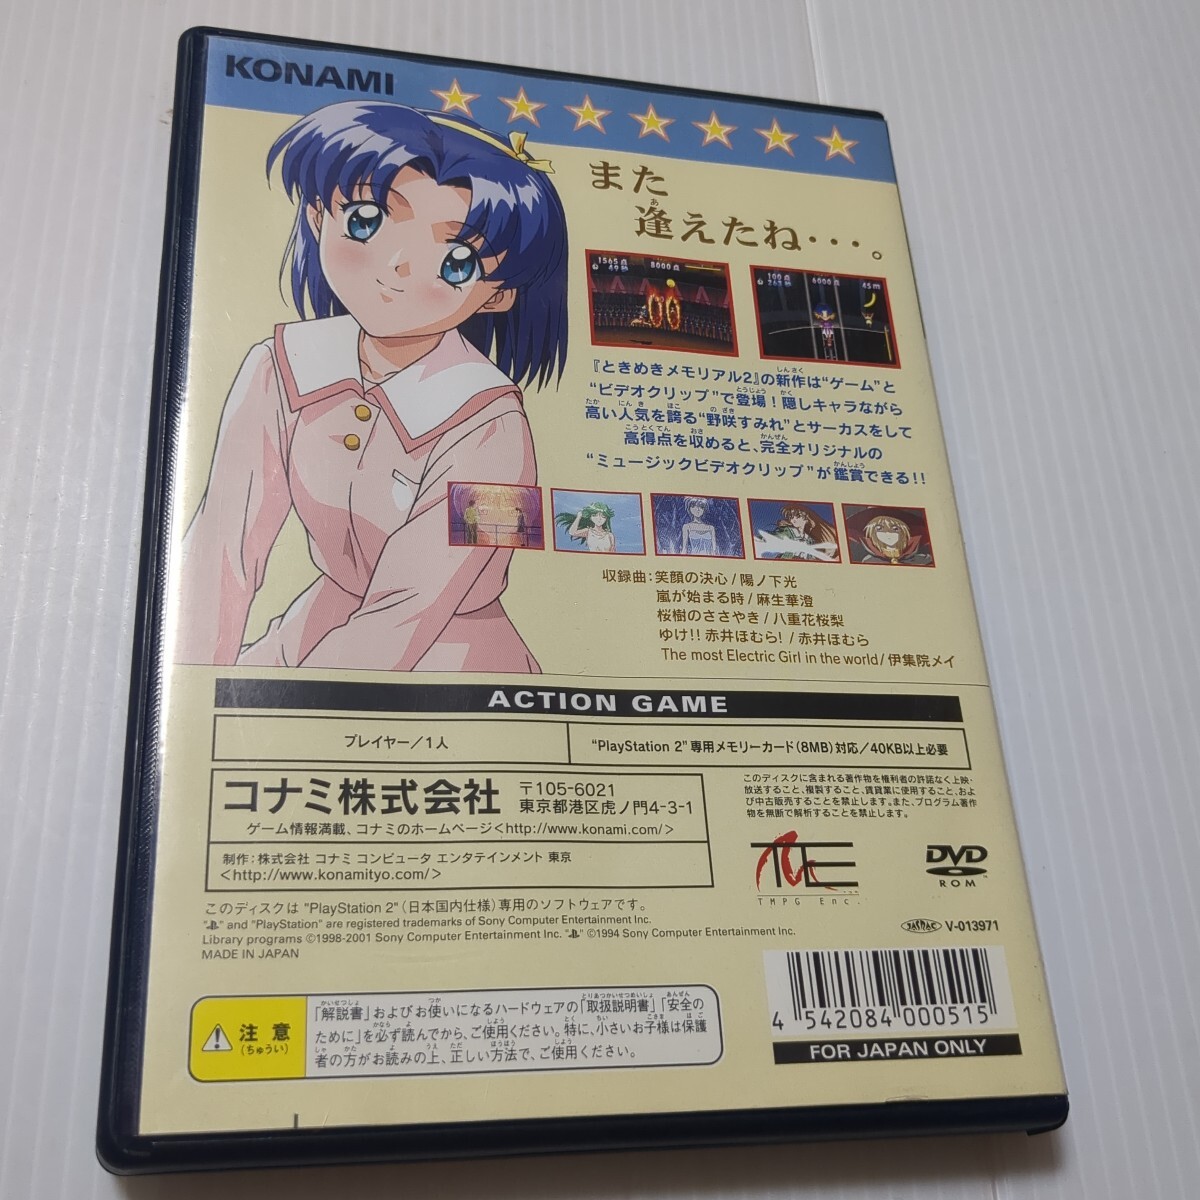 KONAMI
また
逢えたね・・・。
1565点
49秒
8000点
100点
262秒
6000点
45m
『ときめきメモリアル2』の新作は“ゲーム”と
“ビデオクリップ”で登場！隠しキャラながら
高い人気を誇る“野咲すみれ”とサーカスをして
高得点を収めると、完全オリジナルの
“ミュージックビデオクリップ”が鑑賞できる！！
収録曲：笑顔の決心/陽ノ下光
嵐が始まる時/麻生華澄
桜樹のささやき/八重花桜梨
ゆけ!! 赤井ほむら!/赤井ほむら
The most Electric Girl in the world/伊集院メイ
ACTION GAME
プレイヤー/1人
“PlayStation 2”専用メモリーカード(8MB)対応/40KB以上必要
コナミ株式会社
〒105-6021
東京都港区虎ノ門4-3-1
ゲーム情報満載、コナミのホームページ<http://www.konami.com/>
制作：株式会社 コナミ コンピュータ エンタテインメント 東京
<http://www.konamityo.com/>
このディスクに含まれる著作物を権利者の許諾なく上映・
放送すること、複製すること、賃貸業に使用すること、およ
び中古販売することを禁止します。また、プログラム著作
物を無断で解析することを禁止します。
TMPG Enc.
DVD
ROM
このディスクは "PlayStation 2"(日本国内仕様)専用のソフトウェアです。
" " and "PlayStation" are registered trademarks of Sony Computer Entertainment Inc.
Library programs ©1998-2001 Sony Computer Entertainment Inc. " " ©1994 Sony Computer Entertainment Inc.
MADE IN JAPAN
JASRAC V-013971
注意
(ちゅうい)
「解説書」およびお使いになるハードウェアの「取扱説明書」「安全の
ために」を必ず読んでから、ご使用ください。特に、小さいお子様は保護
者の方がお読みの上、正しい方法で、ご使用ください。
4 542084 000515
FOR JAPAN ONLY